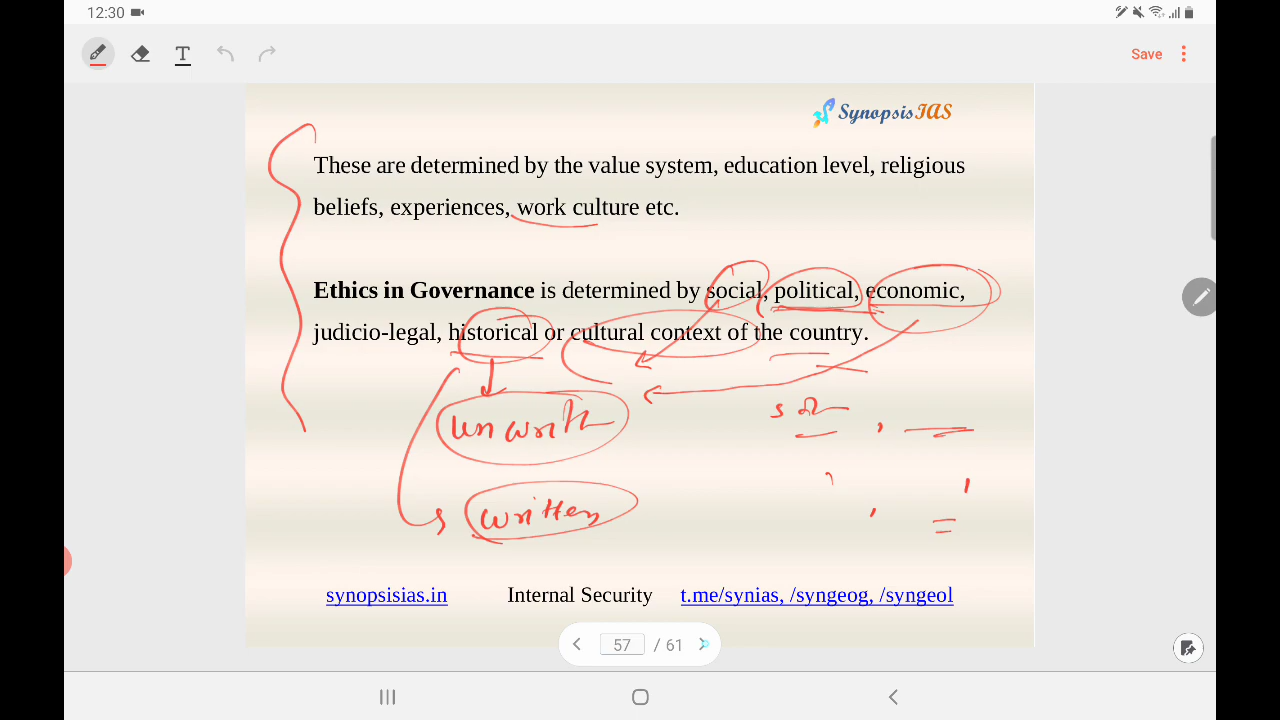 12:30
T
Save
SynopsisIAS
These are determined by the value system, education level, religious
beliefs, experiences, work culture etc.
Ethics in Governance is determined by social, political, economic,
judicio-legal, historical or cultural context of the country.
written
synopsisias.in Internal Security t.me/synias, /syngeog, /syngeol
57 / 61